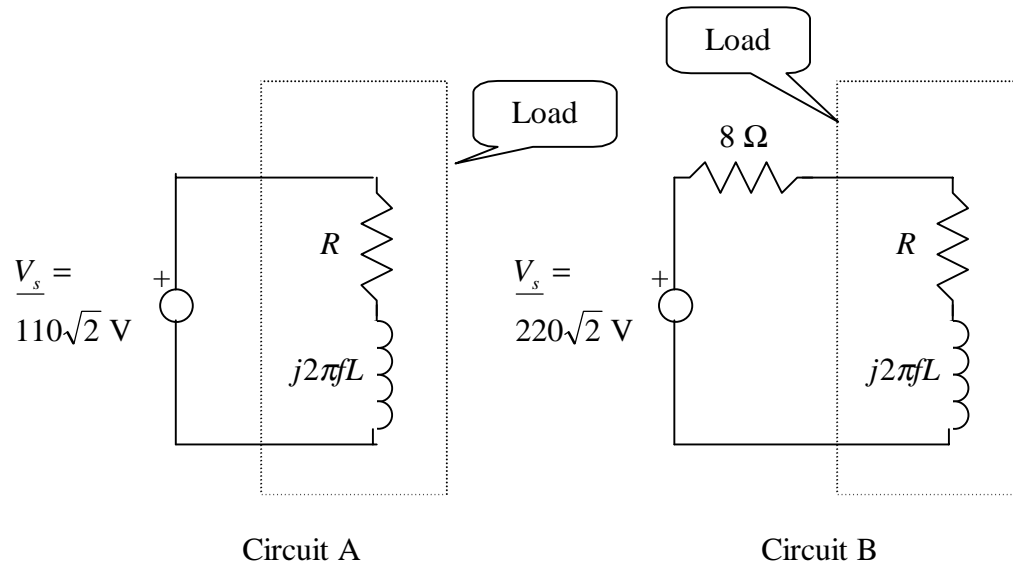 Load
Load
8 Ω
R
V_s =
110√2 V
+
j2πfL
R
V_s =
220√2 V
+
j2πfL
Circuit A
Circuit B